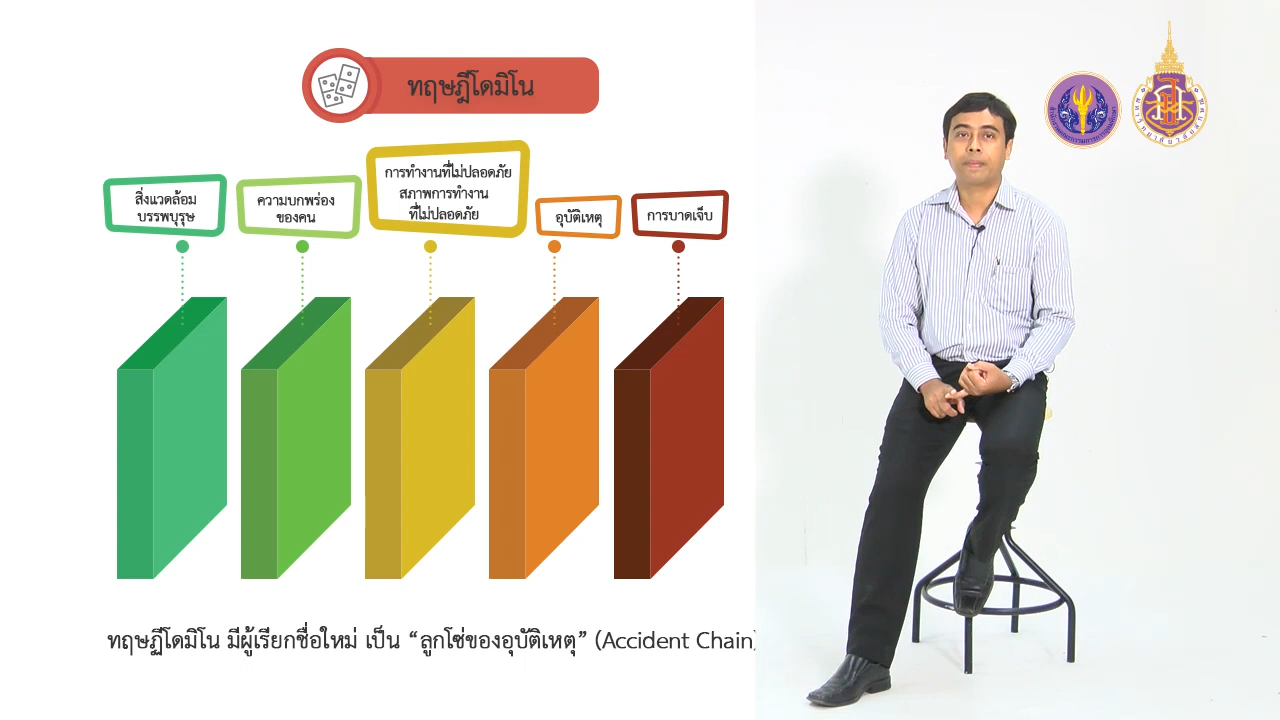 ทฤษฎีโดมิโน
สิ่งแวดล้อม
บรรพบุรุษ
ความบกพร่อง
ของคน
การทำงานที่ไม่ปลอดภัย
สภาพการทำงาน
ที่ไม่ปลอดภัย
อุบัติเหตุ
การบาดเจ็บ
ทฤษฎีโดมิโน มีผู้เรียกชื่อใหม่ เป็น “ลูกโซ่ของอุบัติเหตุ” (Accident Chain)